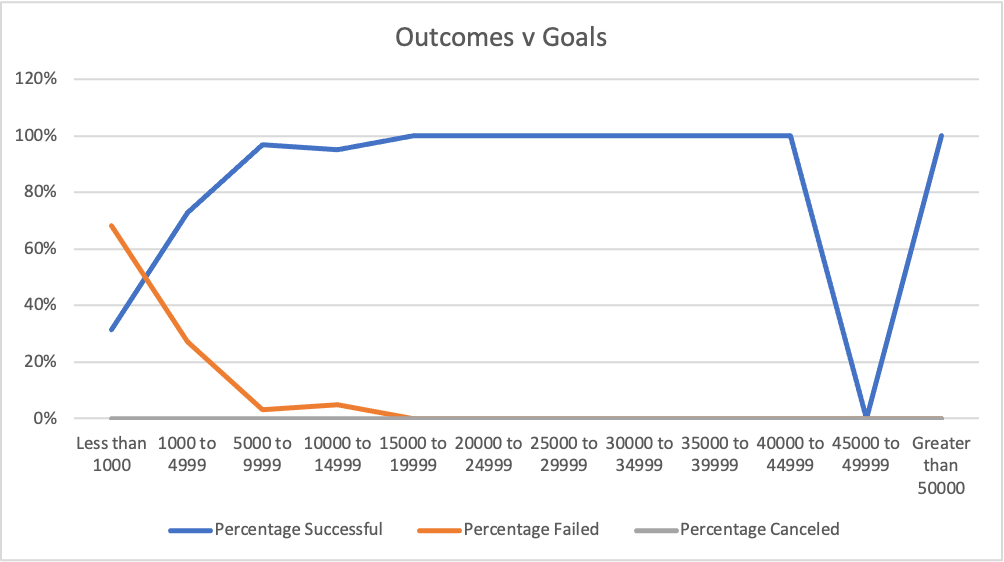 Outcomes v Goals
120%
100%
80%
60%
40%
20%
0%
Less than 1000 to 5000 to 10000 to 15000 to 20000 to 25000 to 30000 to 35000 to 40000 to 45000 to Greater
1000 4999 9999 14999 19999 24999 29999 34999 39999 44999 49999 than
50000
Percentage Successful Percentage Failed Percentage Canceled